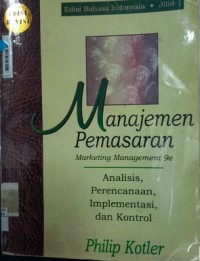 Edisi Bahasa Indonesia • Jilid 1
Manajemen
Pemasaran
Marketing Management 9e
Analisis,
Perencanaan,
Implementasi,
dan Kontrol
Philip Kotler